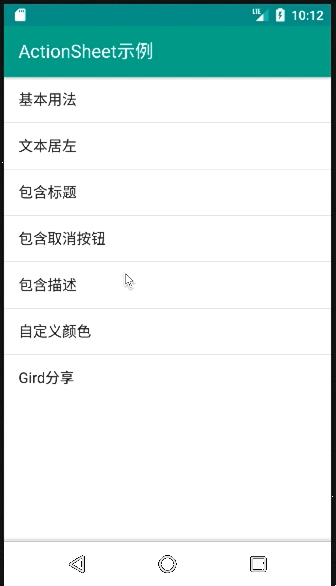 LTE 10:12
ActionSheet示例
基本用法
文本居左
包含标题
包含取消按钮
包含描述
自定义颜色
Gird分享